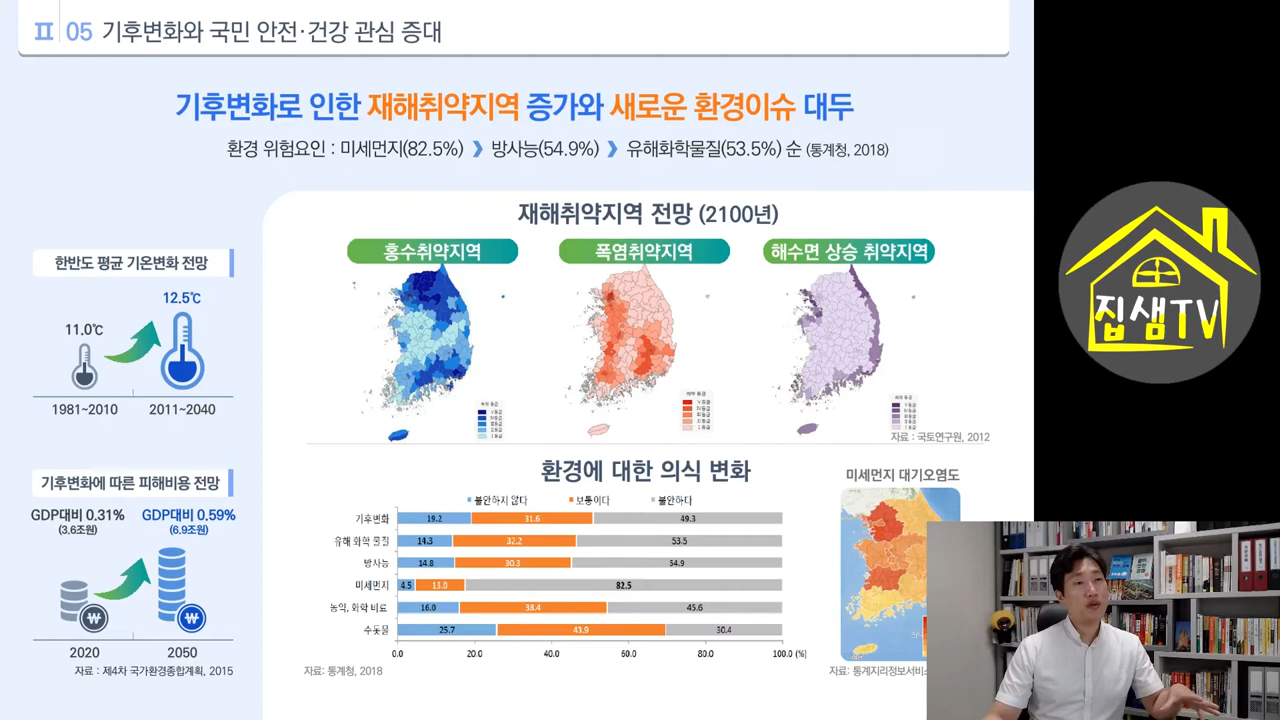 Ⅱ 05 기후변화와 국민 안전·건강 관심 증대
기후변화로 인한 재해취약지역 증가와 새로운 환경이슈 대두
환경 위험요인 : 미세먼지(82.5%) 》 방사능(54.9%) 》 유해화학물질(53.5%) 순 (통계청, 2018)
한반도 평균 기온변화 전망
11.0℃
12.5℃
1981~2010
2011~2040
기후변화에 따른 피해비용 전망
GDP대비 0.31%
(3.6조원)
GDP대비 0.59%
(6.9조원)
2020
2050
자료 : 제4차 국가환경종합계획, 2015
재해취약지역 전망 (2100년)
홍수취약지역
폭염취약지역
해수면 상승 취약지역
자료 : 국토연구원, 2012
환경에 대한 의식 변화
불안하지 않다 보통이다 불안하다
기후변화 19.2 31.6 49.3
유해 화학 물질 14.3 32.2 53.5
방사능 14.8 30.3 54.9
미세먼지 4.5 13.0 82.5
농약, 화학 비료 16.0 38.4 45.6
수돗물 25.7 43.9 30.4
0.0 20.0 40.0 60.0 80.0 100.0 (%)
자료: 통계청, 2018
미세먼지 대기오염도
자료: 통계지리정보서비스
집샘TV